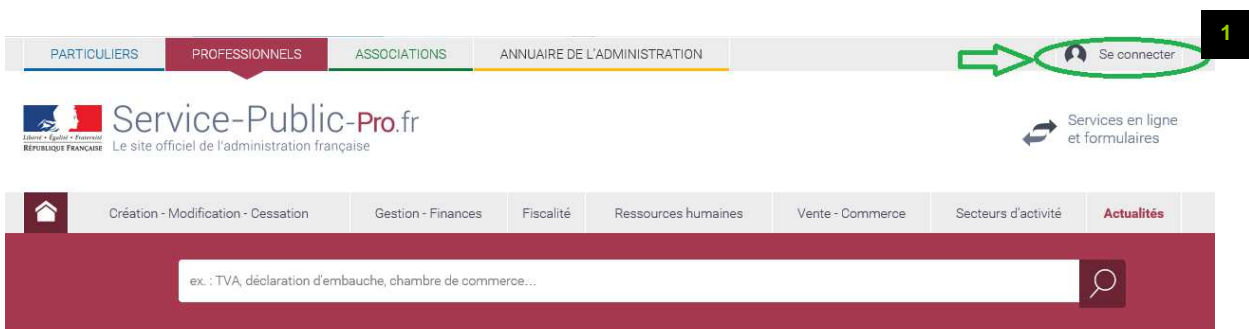 1
PARTICULIERS PROFESSIONNELS ASSOCIATIONS ANNUAIRE DE L'ADMINISTRATION Se connecter
Service-Public-Pro.fr
Le site officiel de l'administration française
Liberté • Égalité • Fraternité
RÉPUBLIQUE FRANÇAISE
Services en ligne
et formulaires
Création - Modification - Cessation Gestion - Finances Fiscalité Ressources humaines Vente - Commerce Secteurs d'activité Actualités
ex. : TVA, déclaration d'embauche, chambre de commerce...